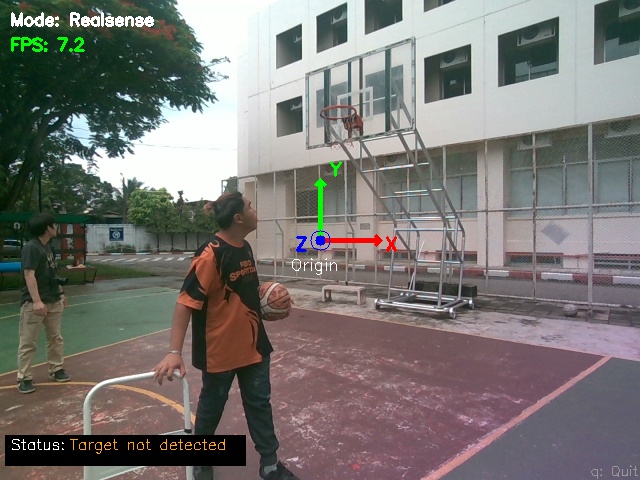 Mode: Realsense
FPS: 7.2
Y
Z
X
Origin
Status: Target not detected
q: Quit